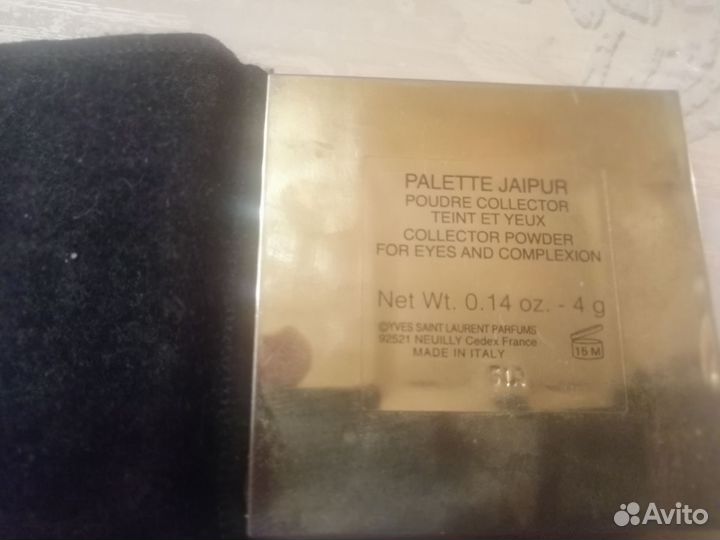 PALETTE JAIPUR
POUDRE COLLECTOR
TEINT ET YEUX
COLLECTOR POWDER
FOR EYES AND COMPLEXION
Net Wt. 0.14 oz. - 4 g
©YVES SAINT LAURENT PARFUMS
92521 NEUILLY Cedex France
MADE IN ITALY
15 M
Avito